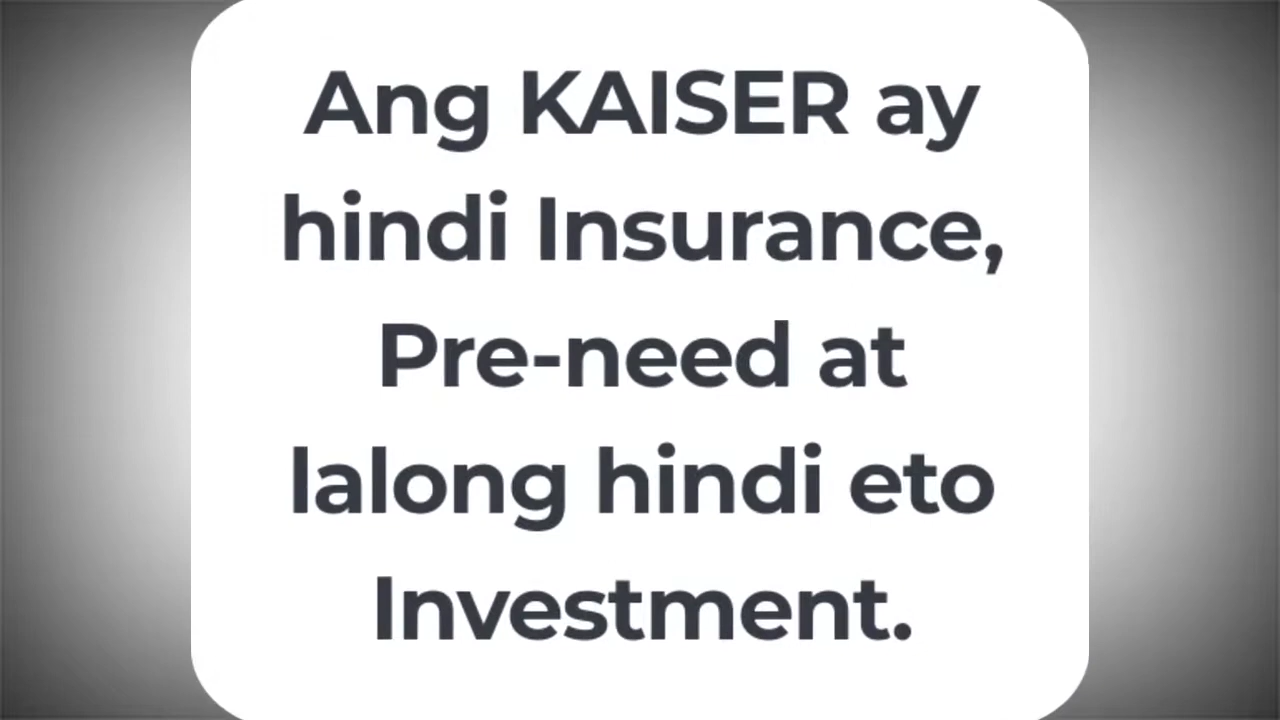 Ang KAISER ay
hindi Insurance,
Pre-need at
lalong hindi eto
Investment.